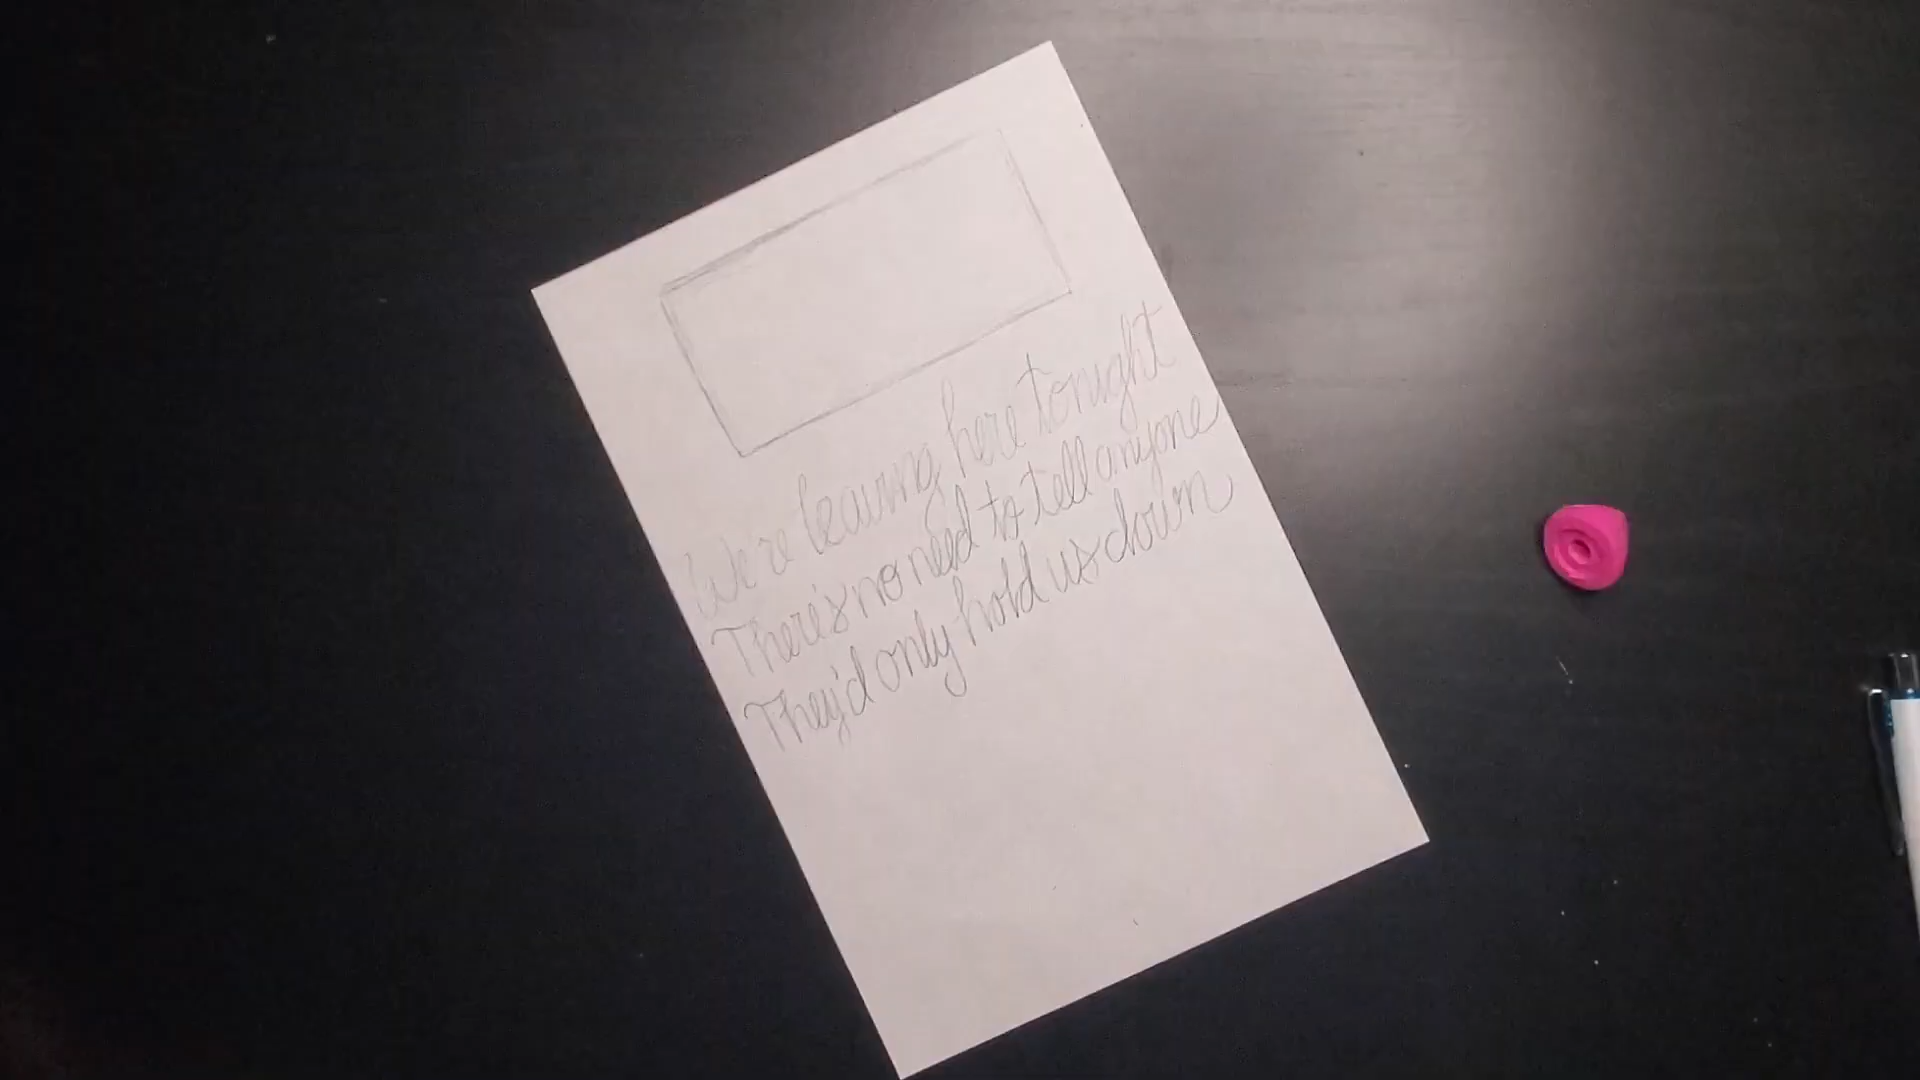 We're leaving here tonight
There's no need to tell anyone
They'd only hold us down